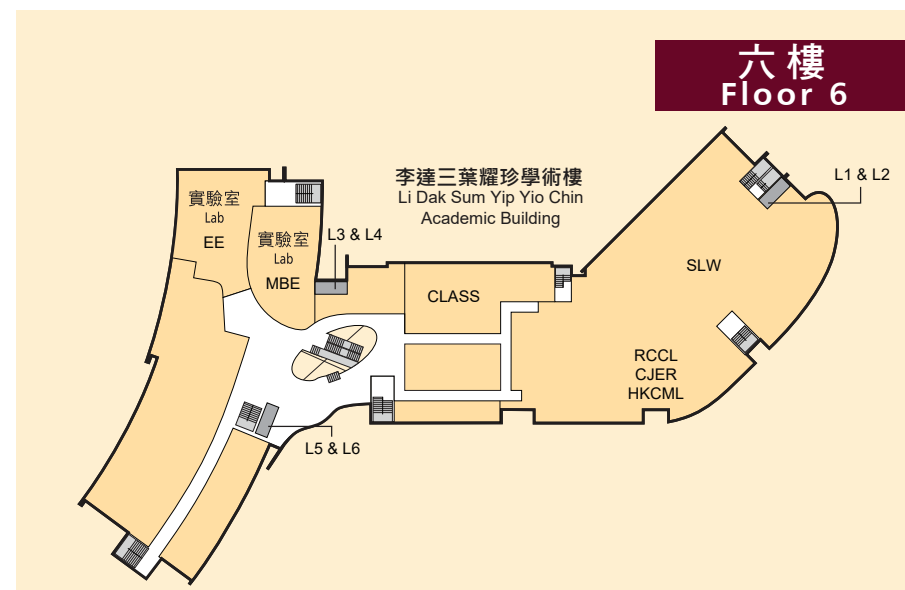 六樓
Floor 6
李達三葉耀珍學術樓
Li Dak Sum Yip Yio Chin
Academic Building
L1 & L2
實驗室
Lab
EE
實驗室
Lab
MBE
L3 & L4
CLASS
SLW
RCCL
CJER
HKCML
L5 & L6